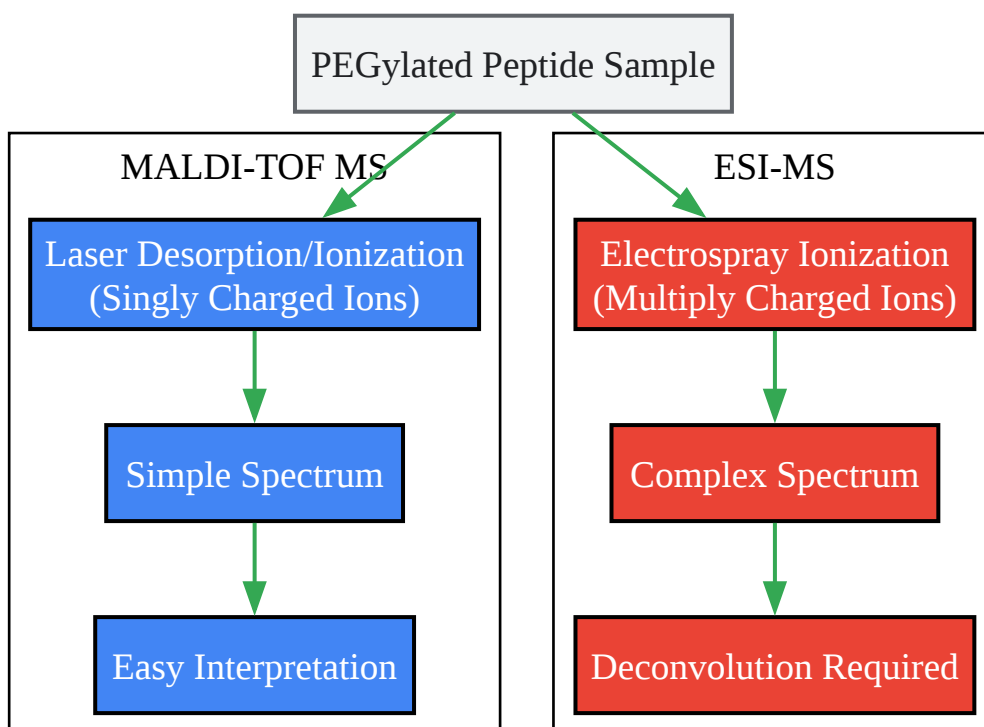 PEGylated Peptide Sample
MALDI-TOF MS
Laser Desorption/Ionization
(Singly Charged Ions)
Simple Spectrum
Easy Interpretation
ESI-MS
Electrospray Ionization
(Multiply Charged Ions)
Complex Spectrum
Deconvolution Required